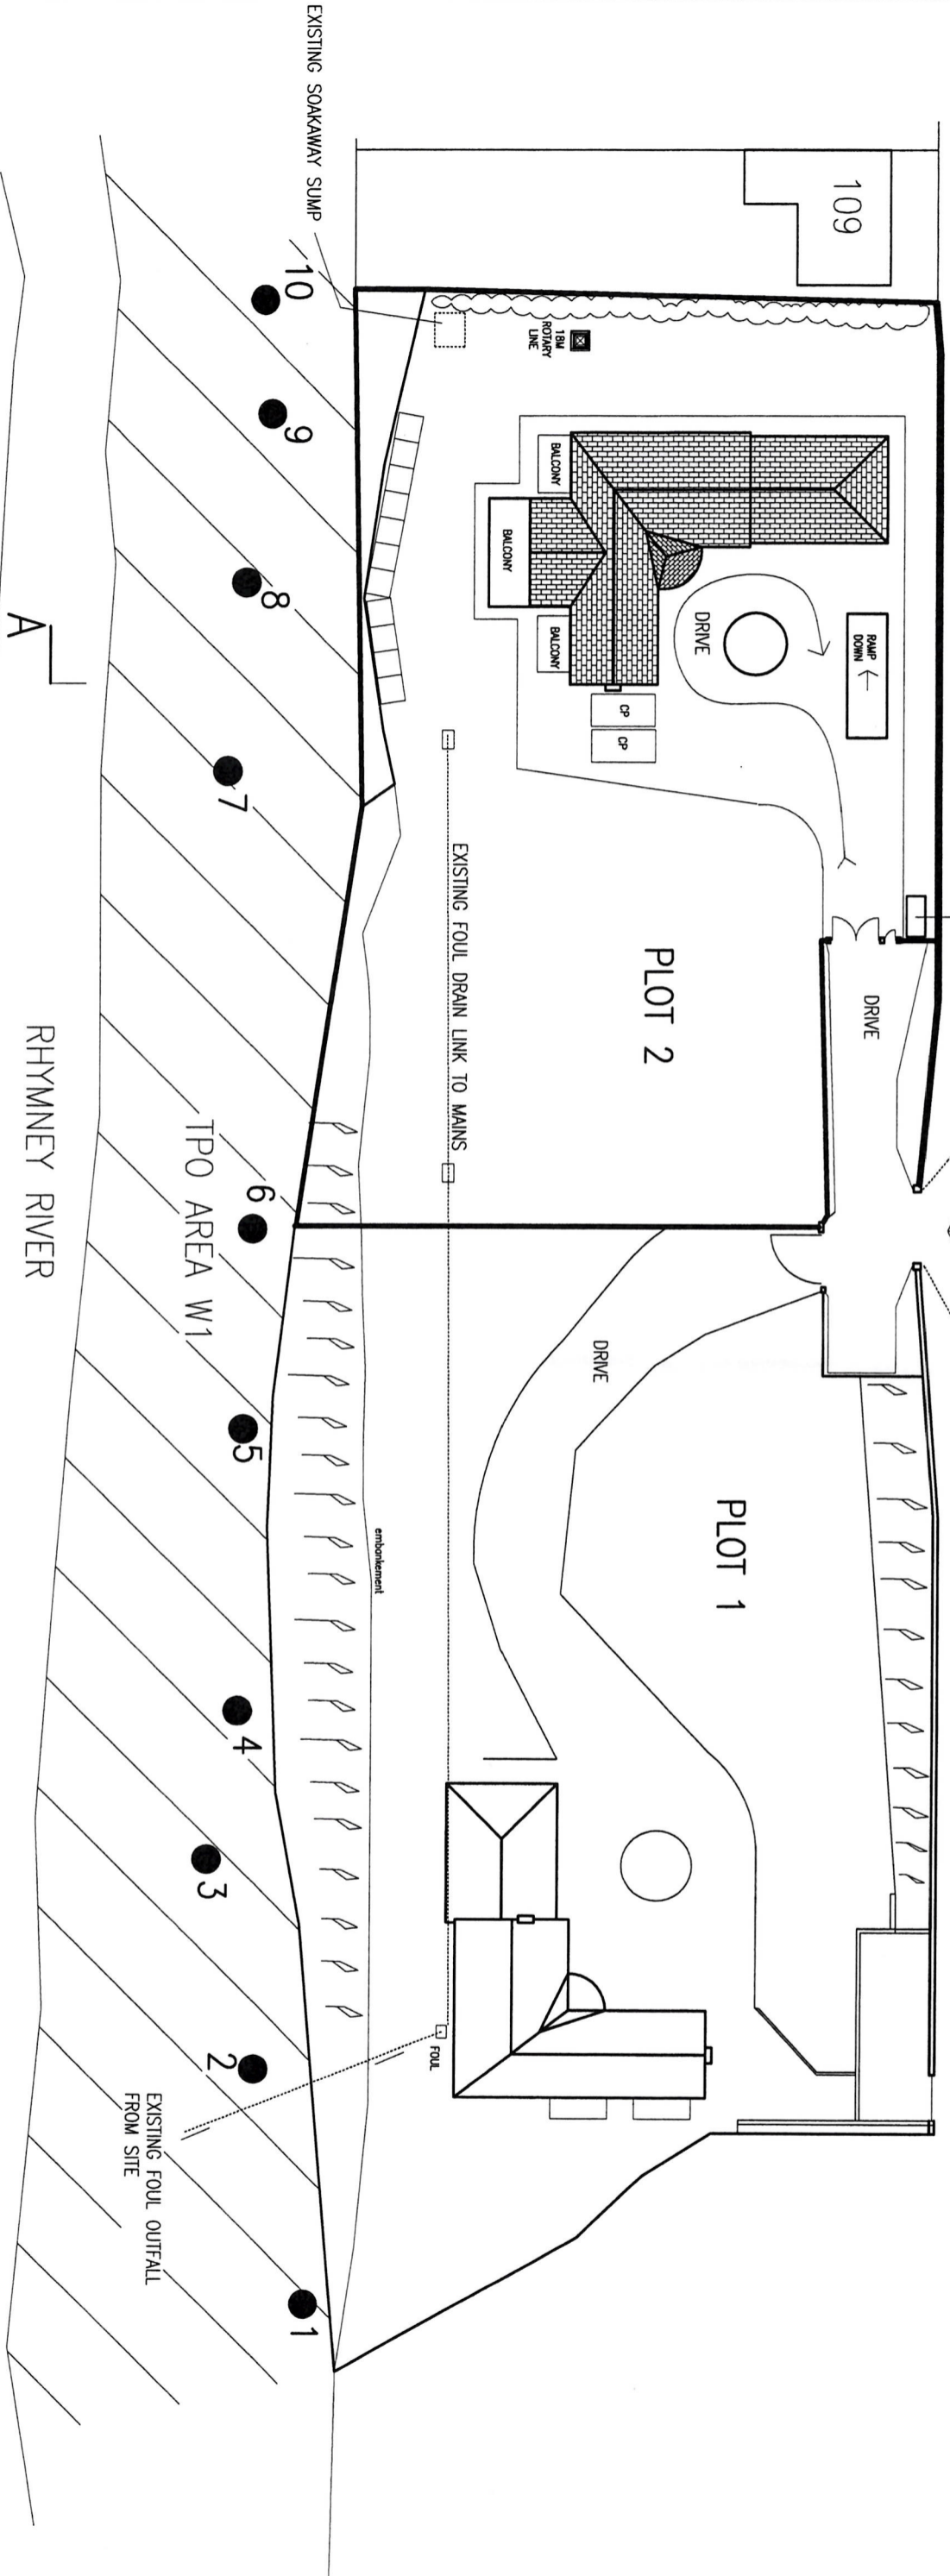 109
EXISTING SOAKAWAY SUMP
18M
ROTARY
LINE
BALCONY
BALCONY
BALCONY
DRIVE
RAMP
DOWN
CP
CP
EXISTING FOUL DRAIN LINK TO MAINS
PLOT 2
DRIVE
DRIVE
PLOT 1
embankement
FOUL
EXISTING FOUL OUTFALL
FROM SITE
TPO AREA W1
RHYMNEY RIVER
A
10
9
8
7
6
5
4
3
2
1